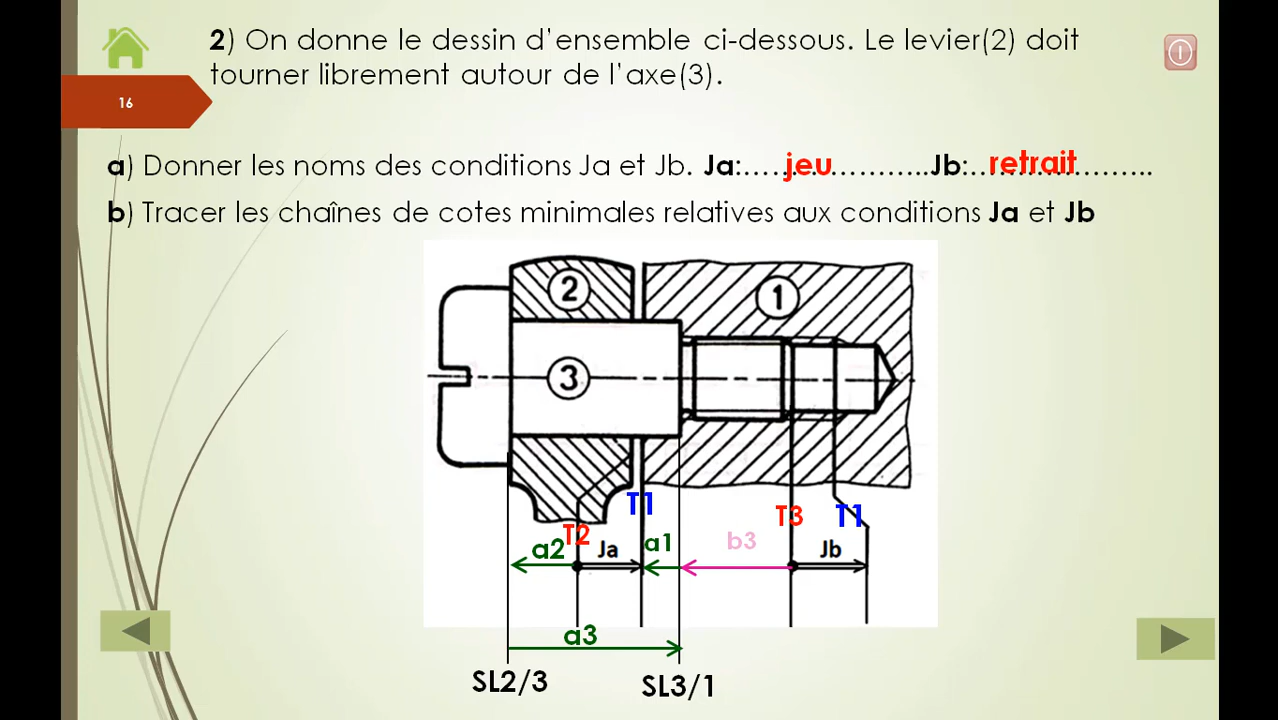 2) On donne le dessin d'ensemble ci-dessous. Le levier(2) doit
tourner librement autour de l'axe(3).
16
a) Donner les noms des conditions Ja et Jb. Ja:……jeu…………..Jb:…retrait………..
b) Tracer les chaînes de cotes minimales relatives aux conditions Ja et Jb
2
1
3
T1
T2
T3
T1
a2
Ja
a1
b3
Jb
a3
SL2/3
SL3/1